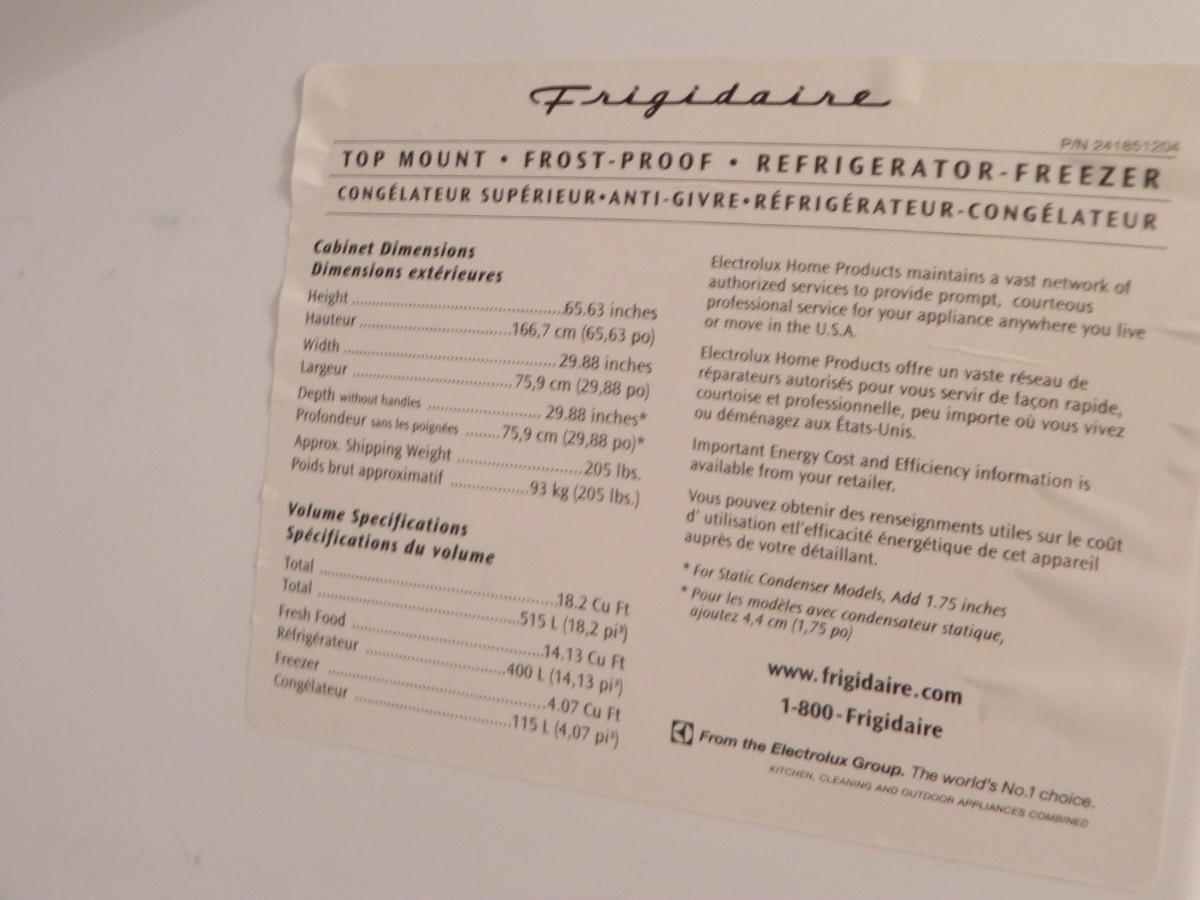 Frigidaire
P/N 241851204
TOP MOUNT • FROST-PROOF • REFRIGERATOR-FREEZER
CONGÉLATEUR SUPÉRIEUR•ANTI-GIVRE•RÉFRIGÉRATEUR-CONGÉLATEUR
Cabinet Dimensions
Dimensions extérieures
Height ........................................65.63 inches
Hauteur ..............................166,7 cm (65,63 po)
Width ........................................29.88 inches
Largeur ..............................75,9 cm (29,88 po)
Depth without handles ..................... 29.88 inches*
Profondeur sans les poignées ........75,9 cm (29,88 po)*
Approx. Shipping Weight .......................205 lbs.
Poids brut approximatif ...............93 kg (205 lbs.)
Volume Specifications
Spécifications du volume
Total ............................................18.2 Cu Ft
Total ....................................515 L (18,2 pi³)
Fresh Food ...................................14.13 Cu Ft
Réfrigérateur .........................400 L (14,13 pi³)
Freezer .........................................4.07 Cu Ft
Congélateur .............................115 L (4,07 pi³)
Electrolux Home Products maintains a vast network of
authorized services to provide prompt, courteous
professional service for your appliance anywhere you live
or move in the U.S.A.
Electrolux Home Products offre un vaste réseau de
réparateurs autorisés pour vous servir de façon rapide,
courtoise et professionnelle, peu importe où vous vivez
ou déménagez aux États-Unis.
Important Energy Cost and Efficiency information is
available from your retailer.
Vous pouvez obtenir des renseignments utiles sur le coût
d' utilisation etl'efficacité énergétique de cet appareil
auprès de votre détaillant.
* For Static Condenser Models, Add 1.75 inches
* Pour les modèles avec condensateur statique,
ajoutez 4,4 cm (1,75 po)
www.frigidaire.com
1-800-Frigidaire
From the Electrolux Group. The world's No.1 choice.
KITCHEN, CLEANING AND OUTDOOR APPLIANCES COMBINED